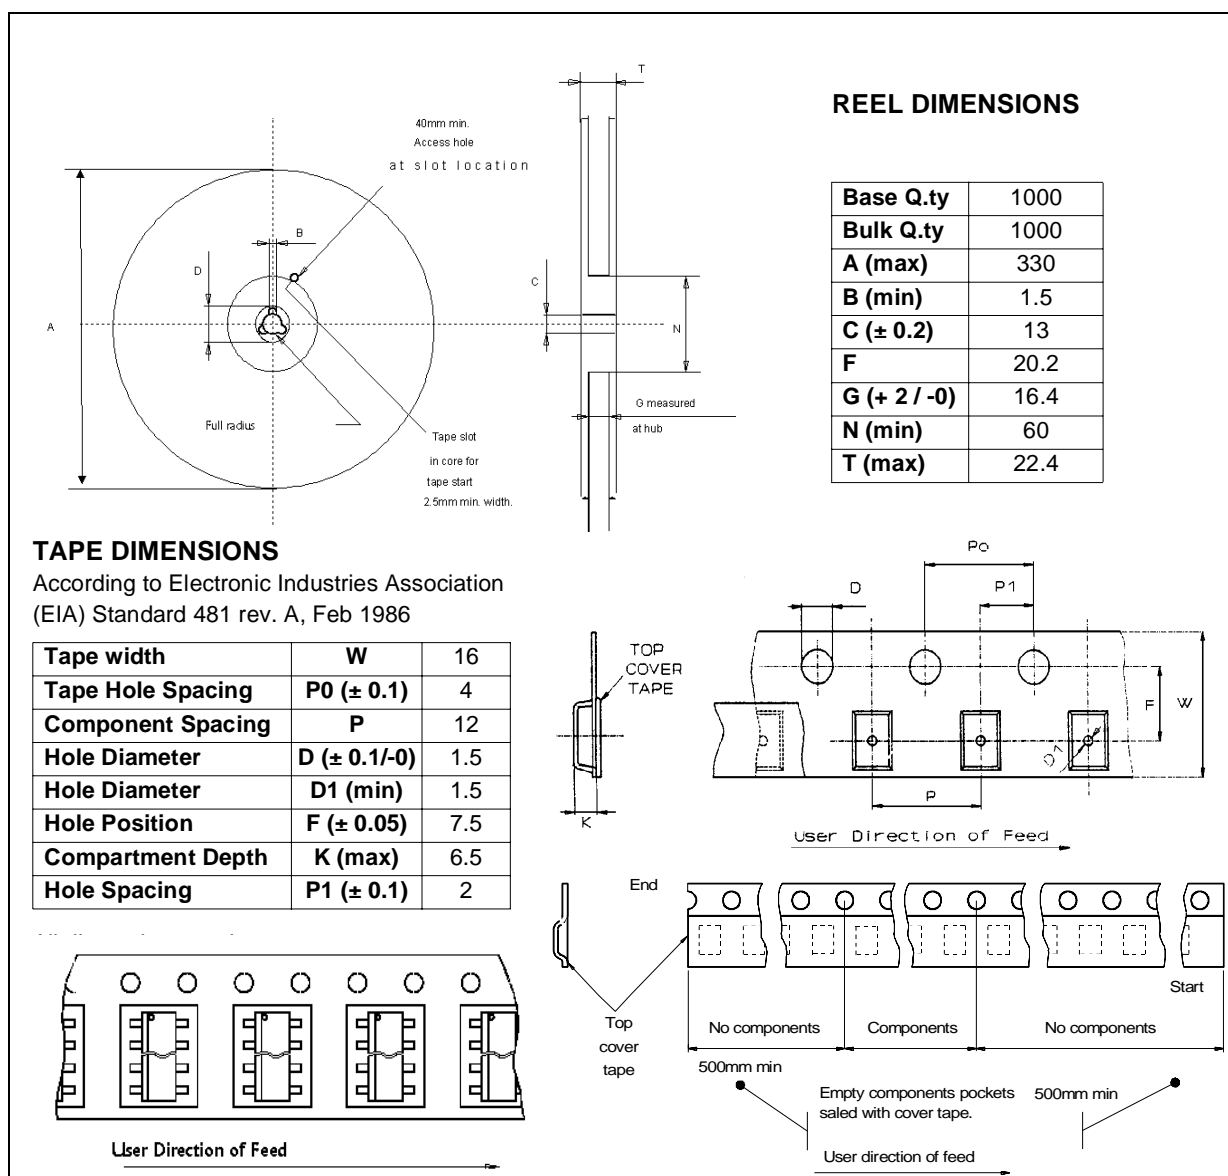 T
REEL DIMENSIONS
40mm min.
Access hole
at slot location
B
D
A
C
N
Full radius
Tape slot
in core for
tape start
2.5mm min. width.
G measured
at hub
Base Q.ty 1000
Bulk Q.ty 1000
A (max) 330
B (min) 1.5
C (± 0.2) 13
F 20.2
G (+ 2 / -0) 16.4
N (min) 60
T (max) 22.4
TAPE DIMENSIONS
According to Electronic Industries Association
(EIA) Standard 481 rev. A, Feb 1986
Tape width W 16
Tape Hole Spacing P0 (± 0.1) 4
Component Spacing P 12
Hole Diameter D (± 0.1/-0) 1.5
Hole Diameter D1 (min) 1.5
Hole Position F (± 0.05) 7.5
Compartment Depth K (max) 6.5
Hole Spacing P1 (± 0.1) 2
Po
D
P1
TOP
COVER
TAPE
F
W
D1
P
K
User Direction of Feed
End
Start
Top
cover
tape
No components
Components
No components
500mm min
Empty components pockets
saled with cover tape.
500mm min
User direction of feed
User Direction of Feed